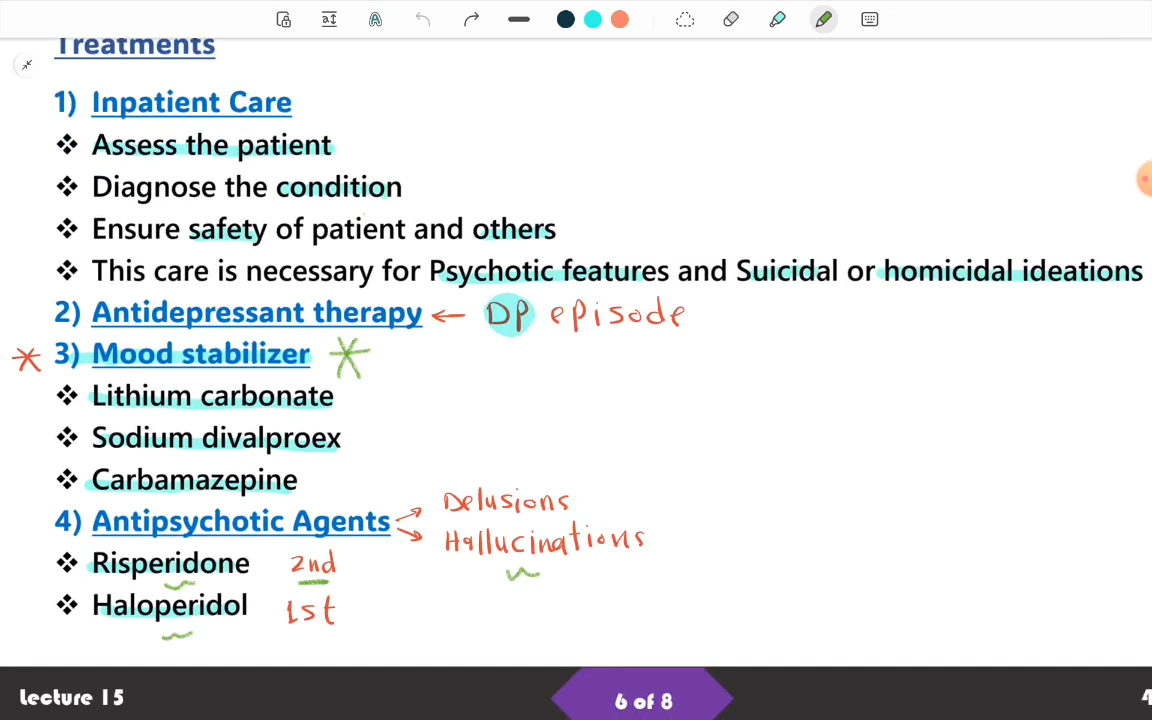 Treatments
1) Inpatient Care
❖ Assess the patient
❖ Diagnose the condition
❖ Ensure safety of patient and others
❖ This care is necessary for Psychotic features and Suicidal or homicidal ideations
2) Antidepressant therapy ← DP episode
* 3) Mood stabilizer *
❖ Lithium carbonate
❖ Sodium divalproex
❖ Carbamazepine
Delusions
4) Antipsychotic Agents
Hallucinations
❖ Risperidone 2nd
❖ Haloperidol 1st
Lecture 15 6 of 8 4